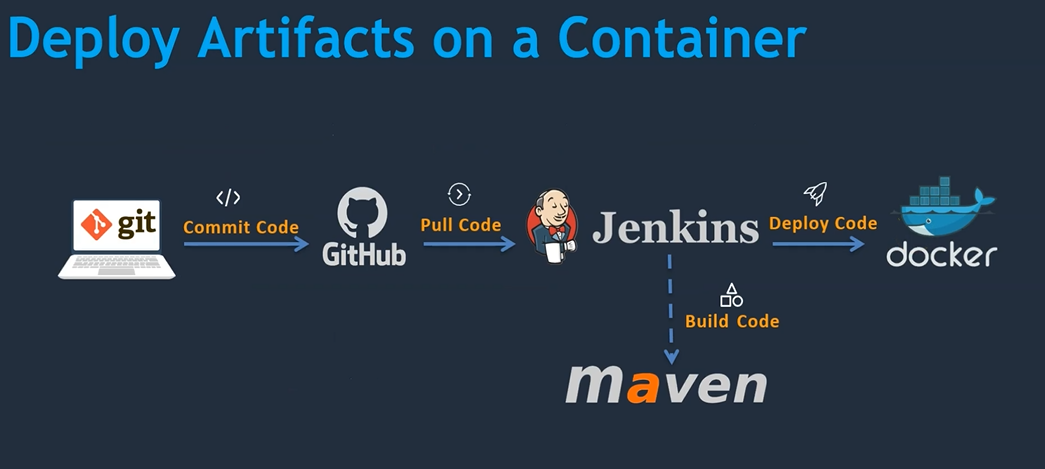 Deploy Artifacts on a Container
git
Commit Code
GitHub
Pull Code
Jenkins
Deploy Code
docker
Build Code
maven